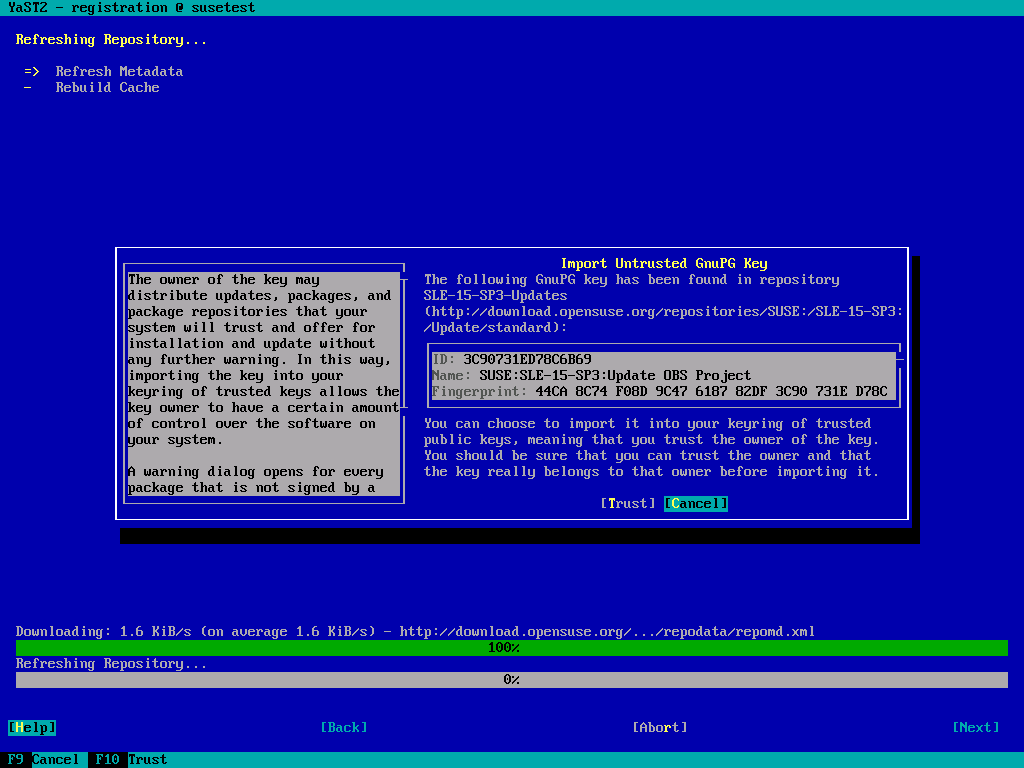 YaST2 - registration @ susetest
Refreshing Repository...
=> Refresh Metadata
- Rebuild Cache
The owner of the key may
distribute updates, packages, and
package repositories that your
system will trust and offer for
installation and update without
any further warning. In this way,
importing the key into your
keyring of trusted keys allows the
key owner to have a certain amount
of control over the software on
your system.
A warning dialog opens for every
package that is not signed by a
Import Untrusted GnuPG Key
The following GnuPG key has been found in repository
SLE-15-SP3-Updates
(http://download.opensuse.org/repositories/SUSE:/SLE-15-SP3:
/Update/standard):
ID: 3C90731ED78C6B69
Name: SUSE:SLE-15-SP3:Update OBS Project
Fingerprint: 44CA 8C74 F08D 9C47 6187 82DF 3C90 731E D78C
You can choose to import it into your keyring of trusted
public keys, meaning that you trust the owner of the key.
You should be sure that you can trust the owner and that
the key really belongs to that owner before importing it.
[Trust] [Cancel]
Downloading: 1.6 KiB/s (on average 1.6 KiB/s) - http://download.opensuse.org/.../repodata/repomd.xml
100%
Refreshing Repository...
0%
[Help] [Back] [Abort] [Next]
F9 Cancel F10 Trust